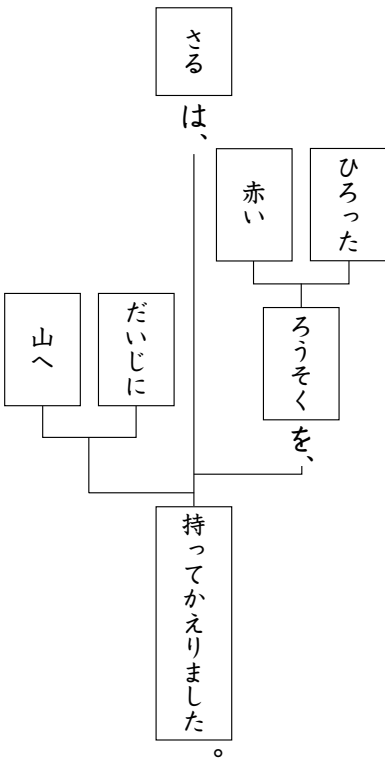 さる
は、
ひろった
赤い
ろうそく
を、
だいじに
山へ
持ってかえりました
。